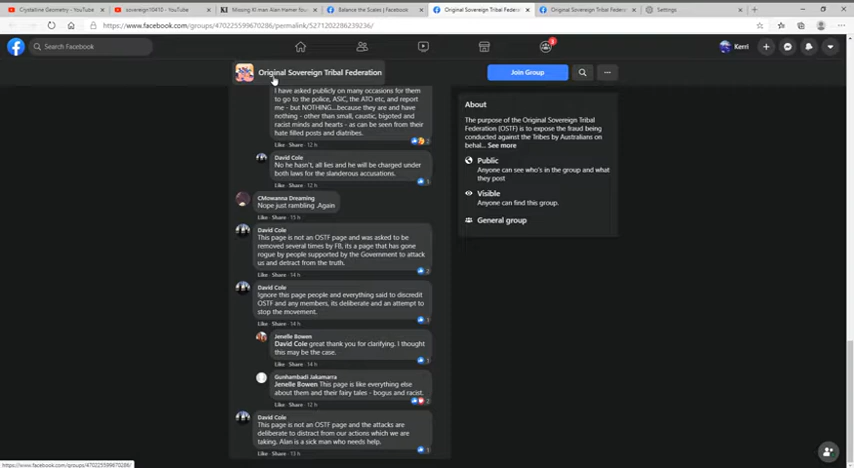 Crystalline Geometry - YouTube
sovereign10410 - YouTube
Missing KI man Alan Hamer four
Balance the Scales | Facebook
Original Sovereign Tribal Federa
Original Sovereign Tribal Federa
Settings
https://www.facebook.com/groups/470225599670286/permalink/5271202286239236/
Search Facebook
5
Kerri
Original Sovereign Tribal Federation
Join Group
I have asked publicly on many occasions for them
to go to the police, ASIC, the ATO etc, and report
me - but NOTHING...because they are and have
nothing - other than small, caustic, bigoted and
racist minds and hearts - as can be seen from their
hate filled posts and diatribes.
2
Like · Share · 12 h
David Cole
No he hasn't, all lies and he will be charged under
both laws for the slanderous accusations.
1
Like · Share · 12 h
CMowanna Dreaming
Nope just rambling .Again
Like · Share · 15 h
David Cole
This page is not an OSTF page and was asked to be
removed several times by FB, its a page that has gone
rogue by people supported by the Government to attack
us and detract from the truth.
Like · Share · 14 h
David Cole
Ignore this page people and everything said to discredit
OSTF and any members, its deliberate and an attempt to
stop the movement.
Like · Share · 14 h
Jenelle Bowen
David Cole great thank you for clarifying. I thought
this may be the case.
1
Like · Share · 14 h
Gunhambadi Jakamarra
Jenelle Bowen This page is like everything else
about them and their fairy tales - bogus and racist.
2
Like · Share · 12 h
David Cole
This page is not an OSTF page and the attacks are
deliberate to distract from our actions which we are
taking. Alan is a sick man who needs help.
1
Like · Share · 13 h
About
The purpose of the Original Sovereign Tribal
Federation (OSTF) is to expose the fraud being
conducted against the Tribes by Australians on
behal... See more
Public
Anyone can see who's in the group and what
they post
Visible
Anyone can find this group.
General group
https://www.facebook.com/groups/470225599670286/